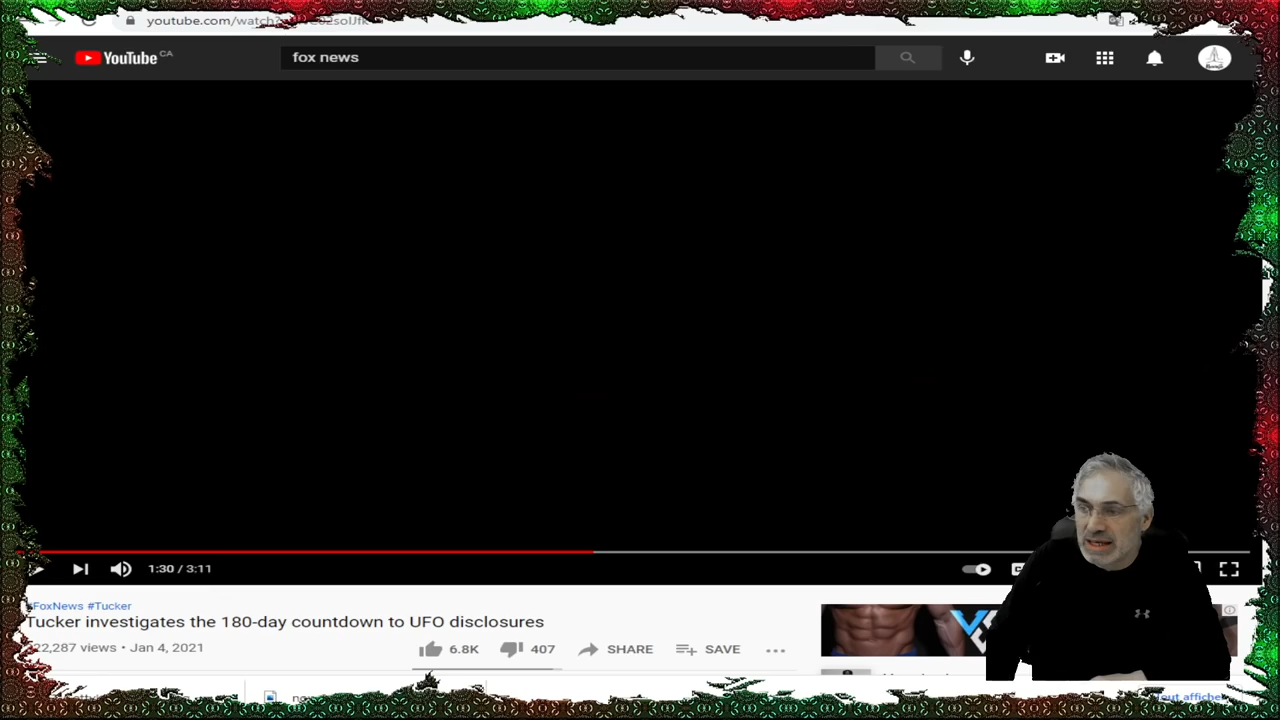 youtube.com/watch?
YouTube CA
fox news
1:30 / 3:11
#FoxNews #Tucker
Tucker investigates the 180-day countdown to UFO disclosures
22,287 views • Jan 4, 2021
6.8K
407
SHARE
SAVE